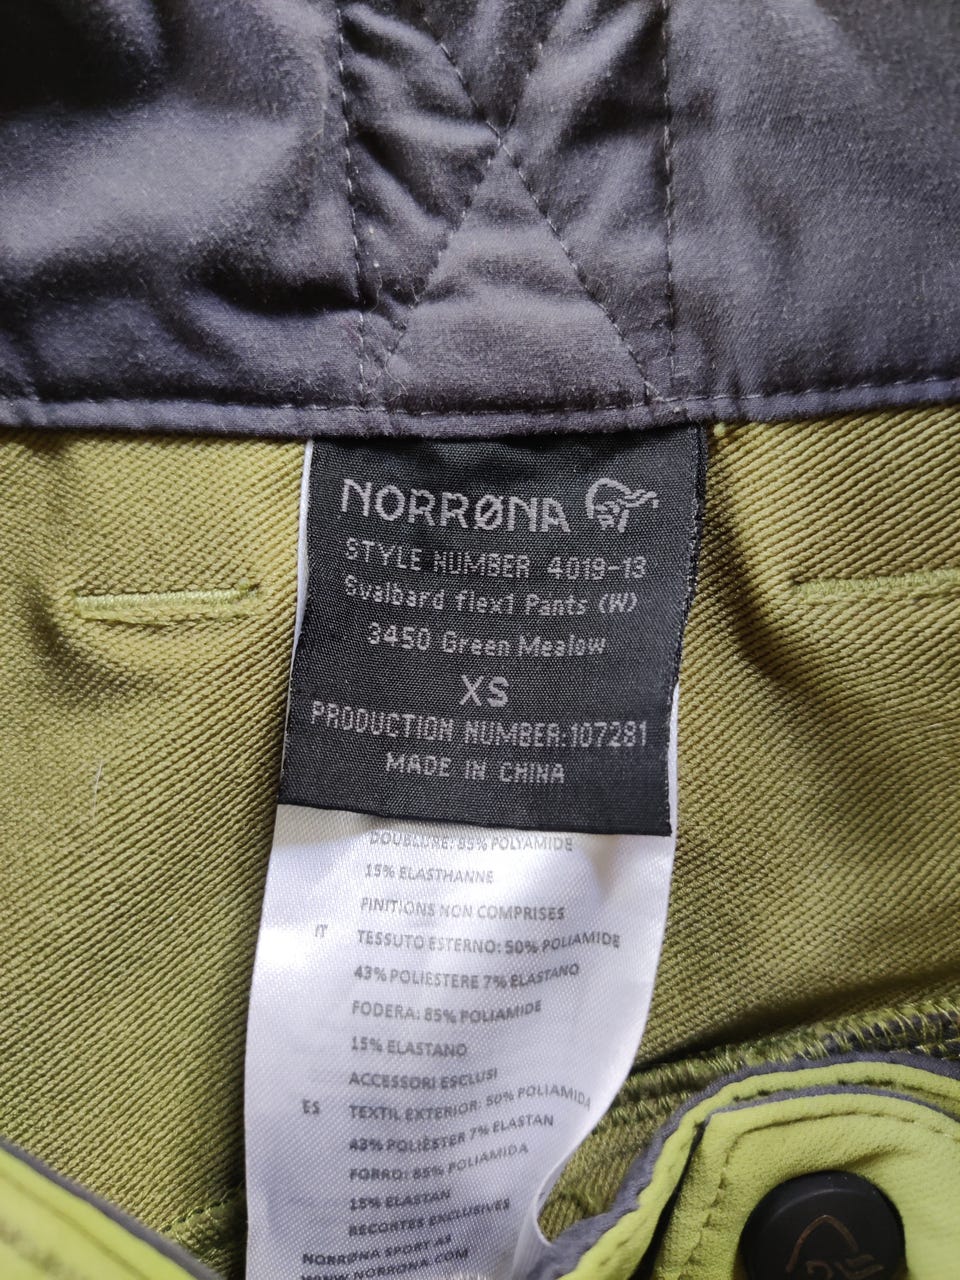 NORRØNA
STYLE NUMBER 4019-13
Svalbard flex1 Pants (W)
3450 Green Mealow
XS
PRODUCTION NUMBER:107281
MADE IN CHINA
DOUBLURE: 85% POLYAMIDE
15% ELASTHANNE
FINITIONS NON COMPRISES
IT TESSUTO ESTERNO: 50% POLIAMIDE
43% POLIESTERE 7% ELASTANO
FODERA: 85% POLIAMIDE
15% ELASTANO
ACCESSORI ESCLUSI
ES TEXTIL EXTERIOR: 50% POLIAMIDA
43% POLIÉSTER 7% ELASTAN
FORRO: 85% POLIAMIDA
15% ELASTAN
RECORTES EXCLUSIVES
NORRØNA SPORT AS
WWW.NORRONA.COM